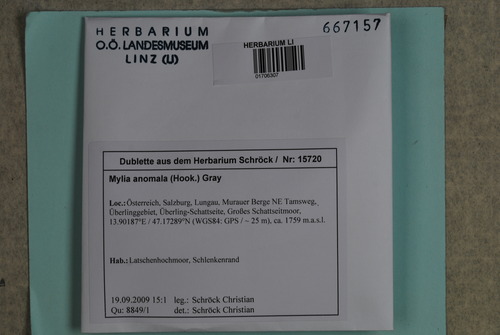 HERBARIUM
O.Ö. LANDESMUSEUM
LINZ (LI)
667157
HERBARIUM LI
01706307
Dublette aus dem Herbarium Schröck / Nr: 15720
Mylia anomala (Hook.) Gray
Loc.:Österreich, Salzburg, Lungau, Murauer Berge NE Tamsweg,
Überlinggebiet, Überling-Schattseite, Großes Schattseitmoor,
13.90187°E / 47.17289°N (WGS84: GPS / ~ 25 m), ca. 1759 m.a.s.l.
Hab.:Latschenhochmoor, Schlenkenrand
19.09.2009 15:1 leg.: Schröck Christian
Qu: 8849/1 det.: Schröck Christian